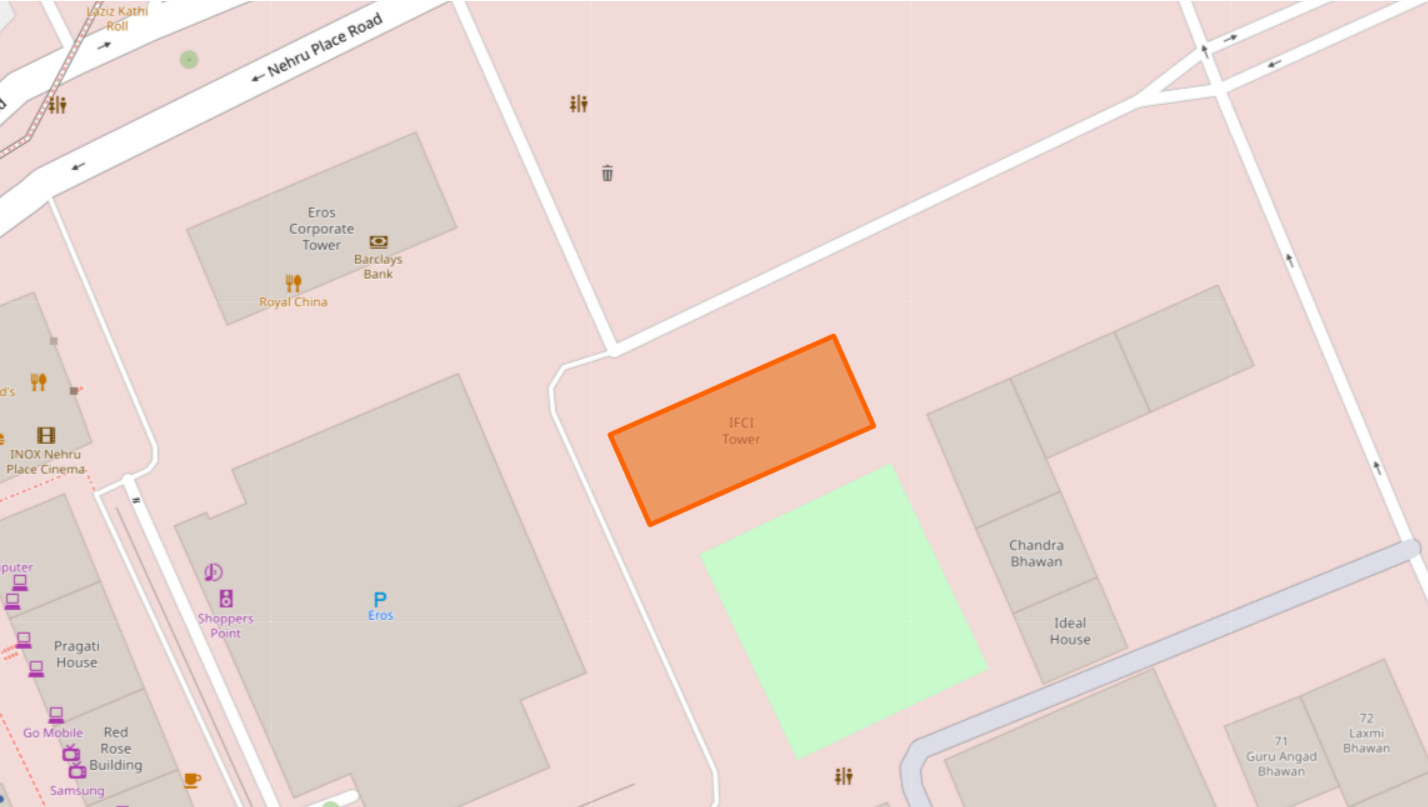 Laziz Kathi
Roll
Nehru Place Road
Eros
Corporate
Tower
Barclays
Bank
Royal China
INOX Nehru
Place Cinema
IFCI
Tower
Chandra
Bhawan
Ideal
House
Shoppers
Point
P
Eros
Pragati
House
Go Mobile
Red
Rose
Building
Samsung
71
Guru Angad
Bhawan
72
Laxmi
Bhawan